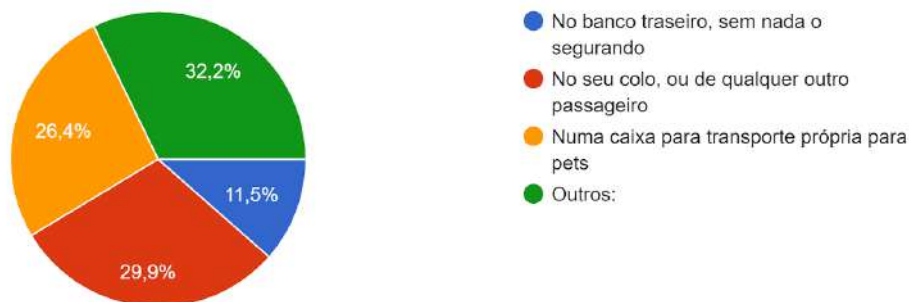 32,2%
26,4%
11,5%
29,9%
No banco traseiro, sem nada o
segurando
No seu colo, ou de qualquer outro
passageiro
Numa caixa para transporte própria para
pets
Outros: